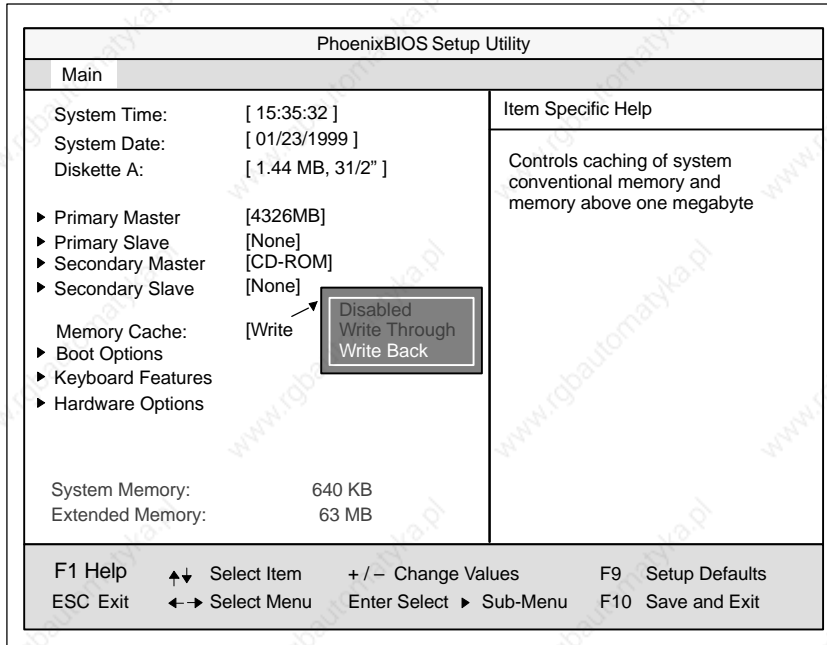 PhoenixBIOS Setup Utility
Main
System Time: [ 15:35:32 ]
System Date: [ 01/23/1999 ]
Diskette A: [ 1.44 MB, 31/2” ]
Primary Master [4326MB]
Primary Slave [None]
Secondary Master [CD-ROM]
Secondary Slave [None]
Memory Cache: [Write
Disabled
Write Through
Write Back
Boot Options
Keyboard Features
Hardware Options
System Memory: 640 KB
Extended Memory: 63 MB
Item Specific Help
Controls caching of system
conventional memory and
memory above one megabyte
F1 Help Select Item + / – Change Values F9 Setup Defaults
ESC Exit Select Menu Enter Select Sub-Menu F10 Save and Exit
www.rgbautomatyka.pl